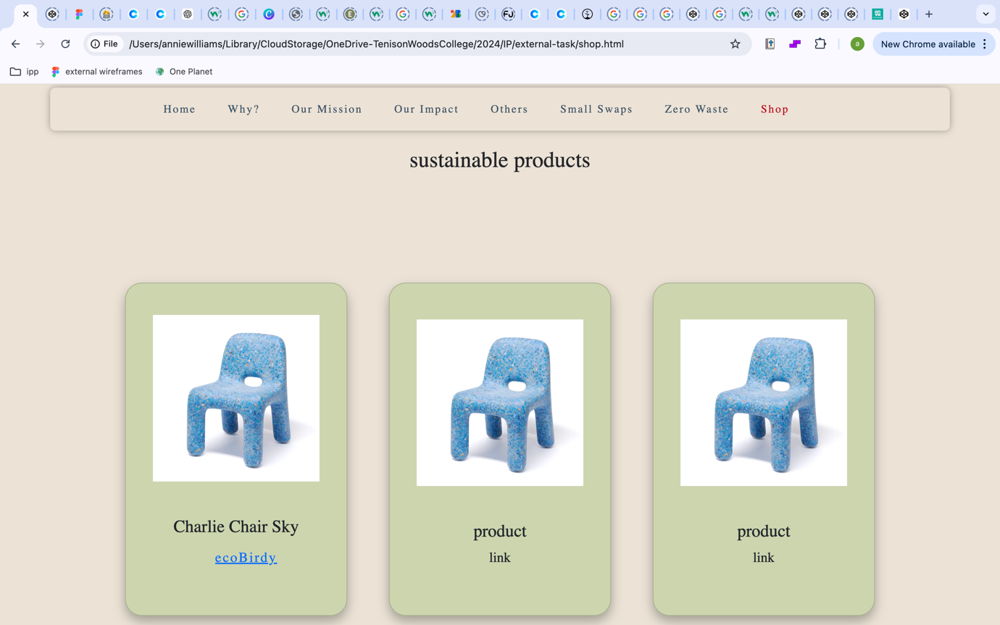 File /Users/anniewilliams/Library/CloudStorage/OneDrive-TenisonWoodsCollege/2024/IP/external-task/shop.html a New Chrome available
ipp external wireframes One Planet
Home Why? Our Mission Our Impact Others Small Swaps Zero Waste Shop
sustainable products
Charlie Chair Sky
ecoBirdy
product
link
product
link